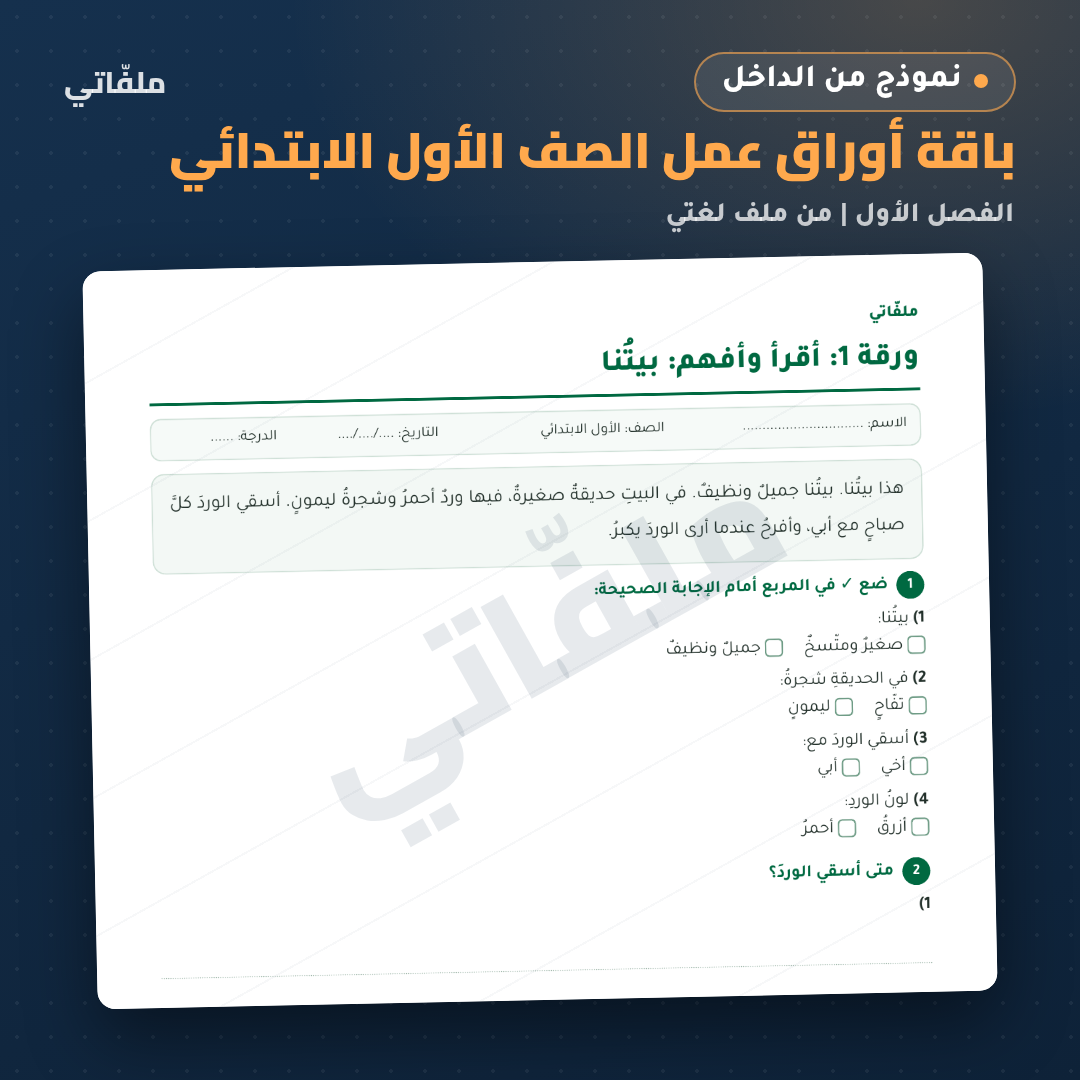 نموذج من الداخل
ملفّاتي
باقة أوراق عمل الصف الأول الابتدائي
الفصل الأول | من ملف لغتي
ملفّاتي
ورقة 1: أقرأ وأفهم: بيتُنا
الاسم: .............................. الصف: الأول الابتدائي التاريخ: ..../..../.... الدرجة: ......
هذا بيتُنا. بيتُنا جميلٌ ونظيفٌ. في البيتِ حديقةٌ صغيرةٌ، فيها وردٌ أحمرُ وشجرةُ ليمونٍ. أسقي الوردَ كلَّ
صباحٍ مع أبي، وأفرحُ عندما أرى الوردَ يكبرُ.
1 ضع ✓ في المربع أمام الإجابة الصحيحة:
1) بيتُنا:
صغيرٌ ومتّسخٌ جميلٌ ونظيفٌ
2) في الحديقةِ شجرةُ:
تفّاحٍ ليمونٍ
3) أسقي الوردَ مع:
أخي أبي
4) لونُ الوردِ:
أزرقُ أحمرُ
2 متى أسقي الوردَ؟
1)
ملفّاتي